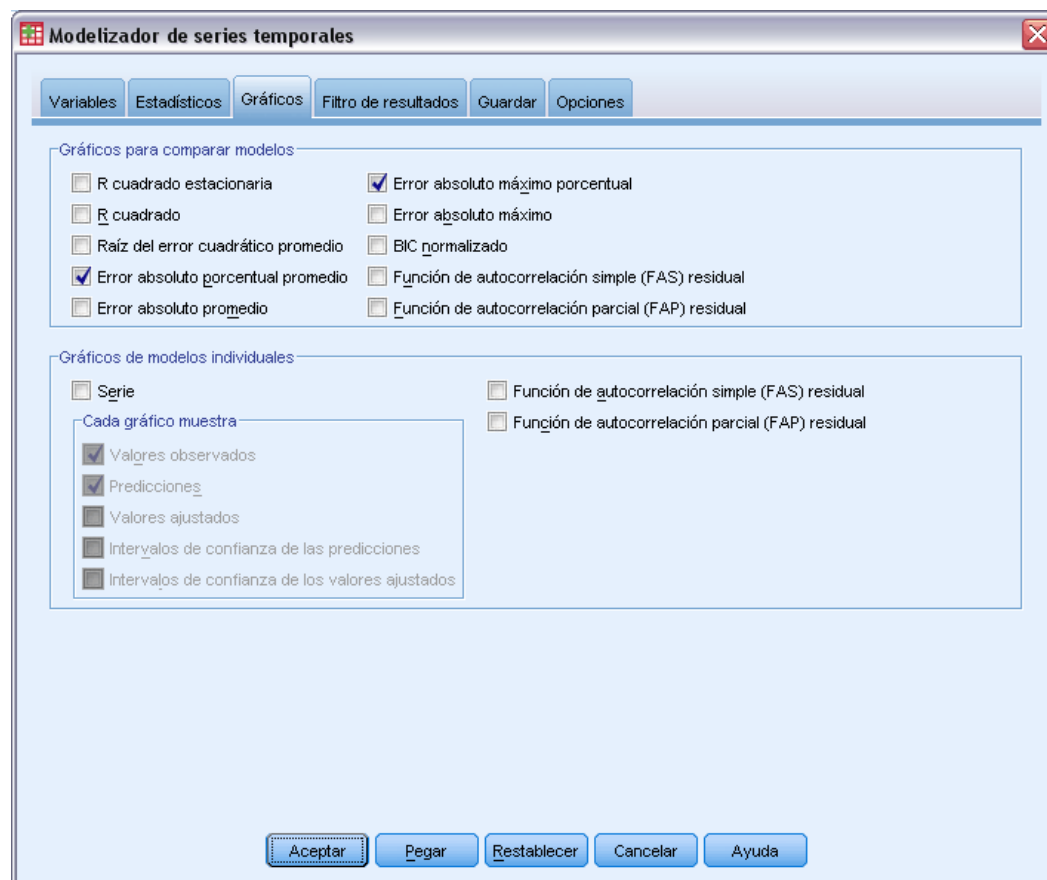 Modelizador de series temporales
Variables
Estadísticos
Gráficos
Filtro de resultados
Guardar
Opciones
Gráficos para comparar modelos
R cuadrado estacionaria
R cuadrado
Raíz del error cuadrático promedio
Error absoluto porcentual promedio
Error absoluto promedio
Error absoluto máximo porcentual
Error absoluto máximo
BIC normalizado
Función de autocorrelación simple (FAS) residual
Función de autocorrelación parcial (FAP) residual
Gráficos de modelos individuales
Serie
Cada gráfico muestra
Valores observados
Predicciones
Valores ajustados
Intervalos de confianza de las predicciones
Intervalos de confianza de los valores ajustados
Función de autocorrelación simple (FAS) residual
Función de autocorrelación parcial (FAP) residual
Aceptar
Pegar
Restablecer
Cancelar
Ayuda